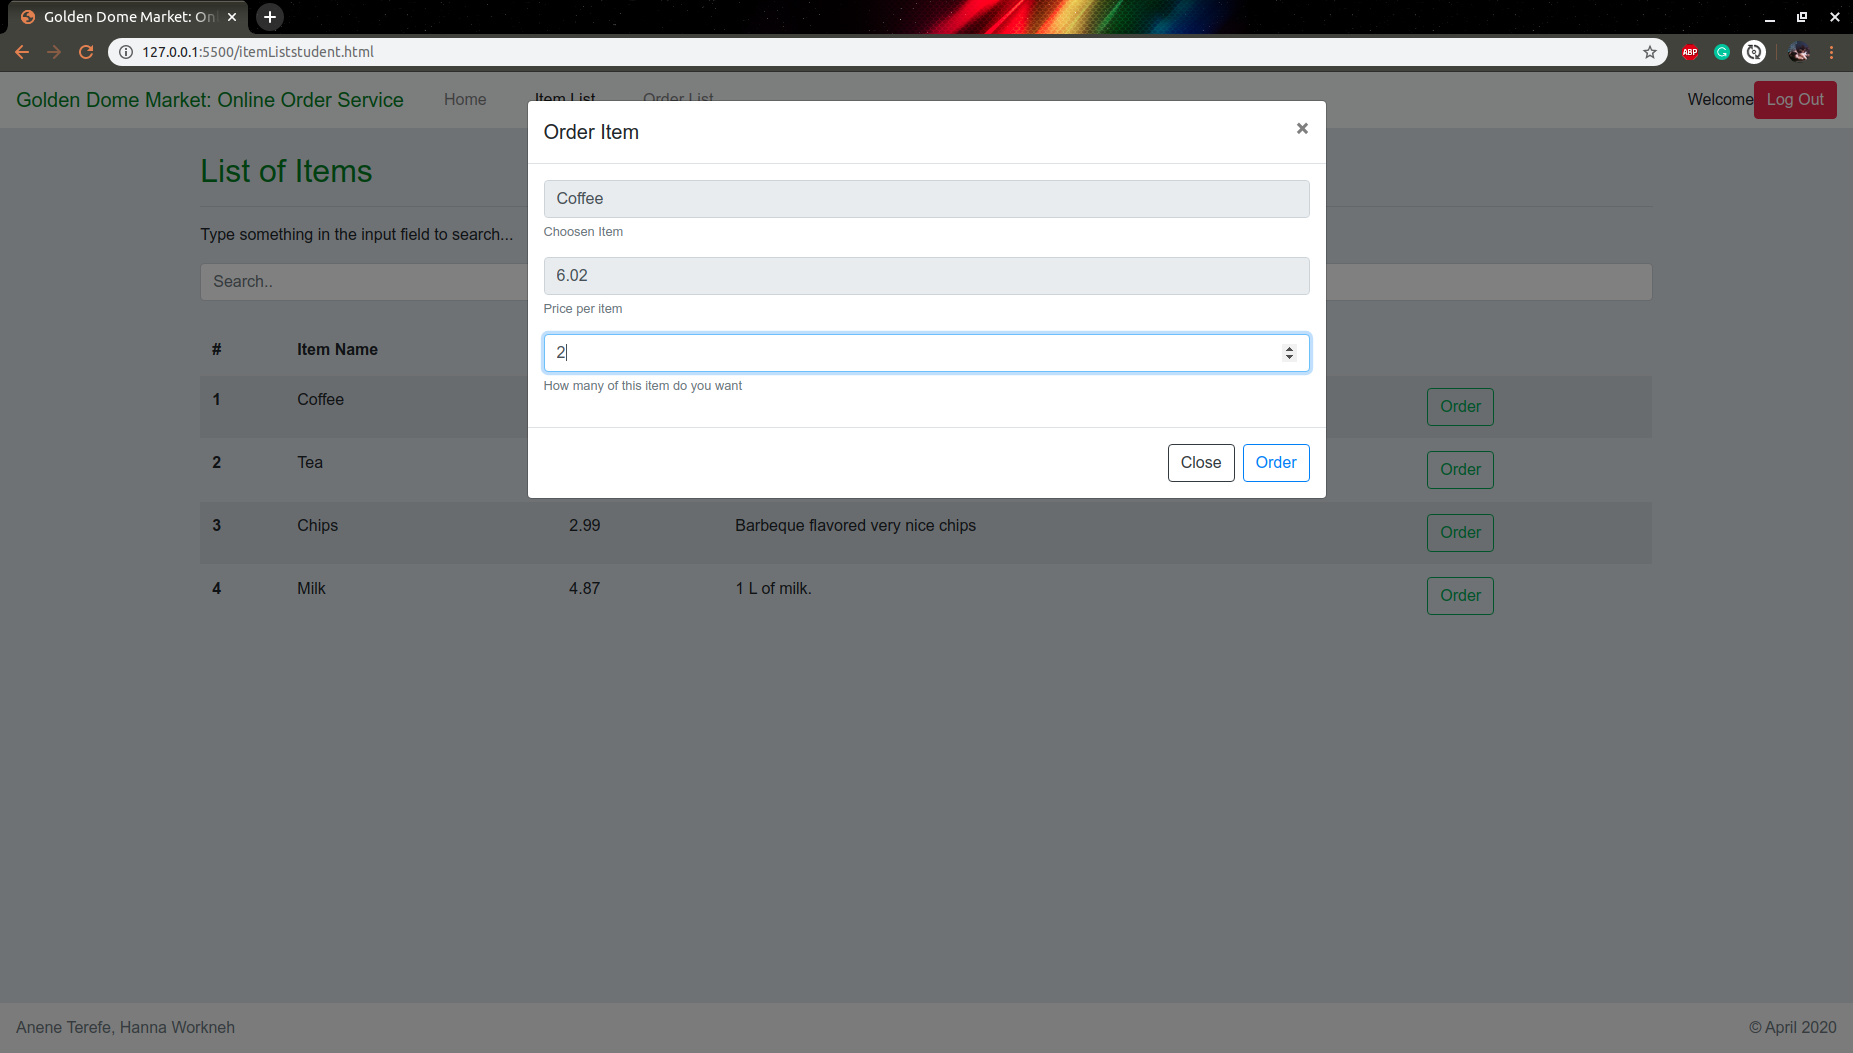 Golden Dome Market: Onl
127.0.0.1:5500/itemListstudent.html
ABP
Golden Dome Market: Online Order Service Home Item List Order List Welcome Log Out
Order Item
List of Items
Coffee
Choosen Item
Type something in the input field to search...
6.02
Search..
Price per item
# Item Name
2
How many of this item do you want
1 Coffee Order
2 Tea Order
Close Order
3 Chips 2.99 Barbeque flavored very nice chips Order
4 Milk 4.87 1 L of milk. Order
Anene Terefe, Hanna Workneh © April 2020